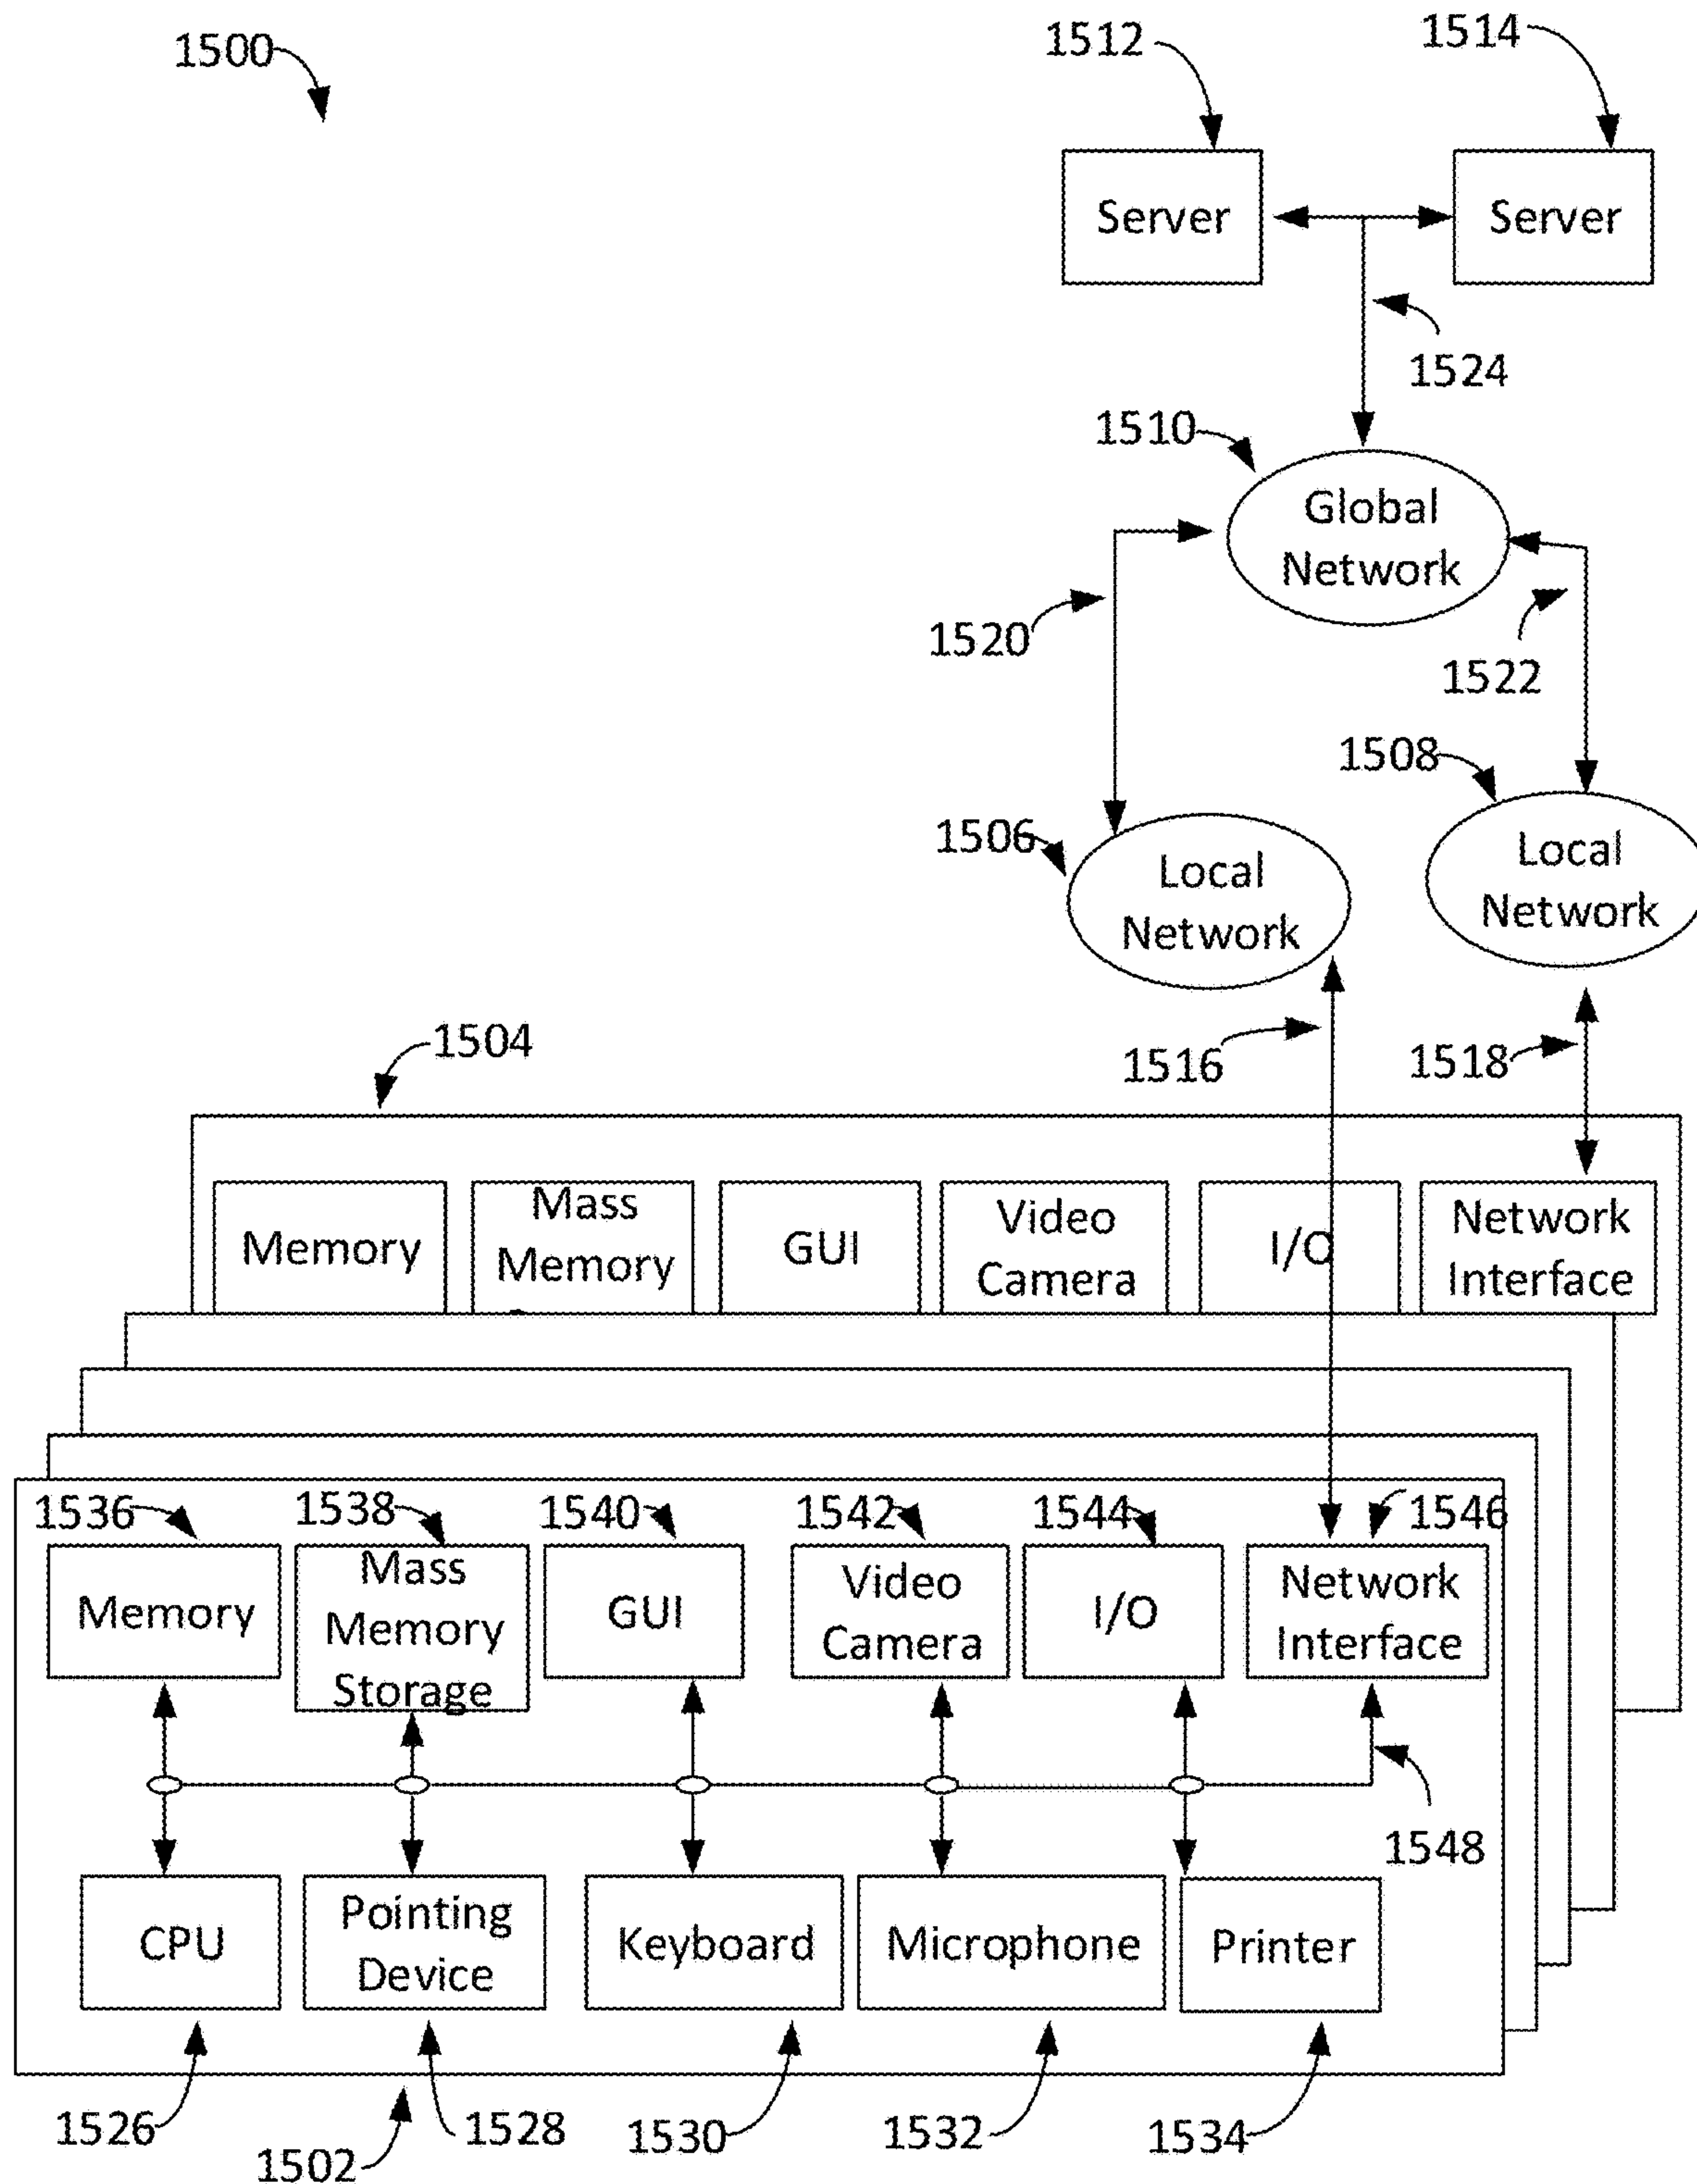 1500
1512
1514
Server
Server
1524
1510
Global
Network
1520
1522
1508
1506
Local
Network
Local
Network
1504
1516
1518
Memory
Mass
Memory
GUI
Video
Camera
I/O
Network
Interface
1536
1538
1540
1542
1544
1546
Memory
Mass
Memory
Storage
GUI
Video
Camera
I/O
Network
Interface
1548
CPU
Pointing
Device
Keyboard
Microphone
Printer
1526
1502
1528
1530
1532
1534